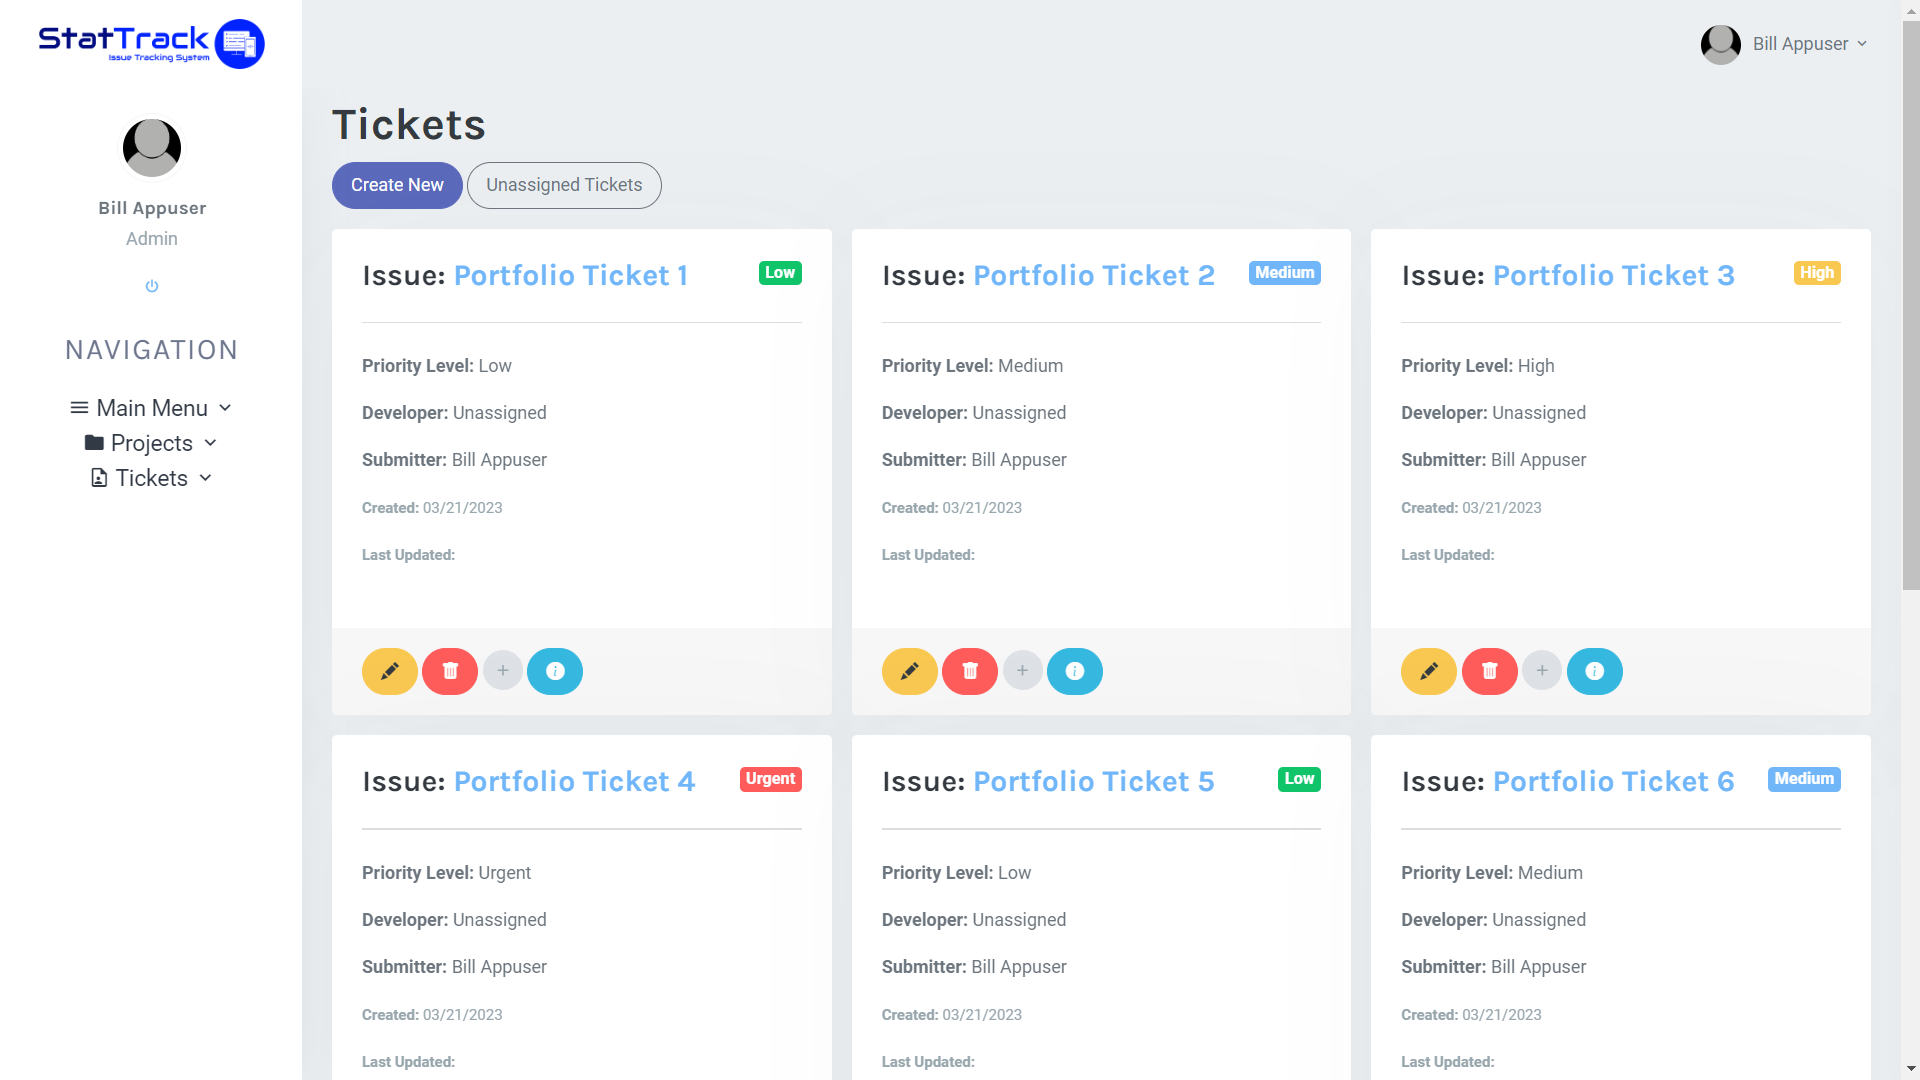 StatTrack
Issue Tracking System
Bill Appuser
Bill Appuser
Admin
NAVIGATION
Main Menu
Projects
Tickets
Tickets
Create New
Unassigned Tickets
Issue: Portfolio Ticket 1
Low
Priority Level: Low
Developer: Unassigned
Submitter: Bill Appuser
Created: 03/21/2023
Last Updated:
Issue: Portfolio Ticket 2
Medium
Priority Level: Medium
Developer: Unassigned
Submitter: Bill Appuser
Created: 03/21/2023
Last Updated:
Issue: Portfolio Ticket 3
High
Priority Level: High
Developer: Unassigned
Submitter: Bill Appuser
Created: 03/21/2023
Last Updated:
Issue: Portfolio Ticket 4
Urgent
Priority Level: Urgent
Developer: Unassigned
Submitter: Bill Appuser
Created: 03/21/2023
Last Updated:
Issue: Portfolio Ticket 5
Low
Priority Level: Low
Developer: Unassigned
Submitter: Bill Appuser
Created: 03/21/2023
Last Updated:
Issue: Portfolio Ticket 6
Medium
Priority Level: Medium
Developer: Unassigned
Submitter: Bill Appuser
Created: 03/21/2023
Last Updated: